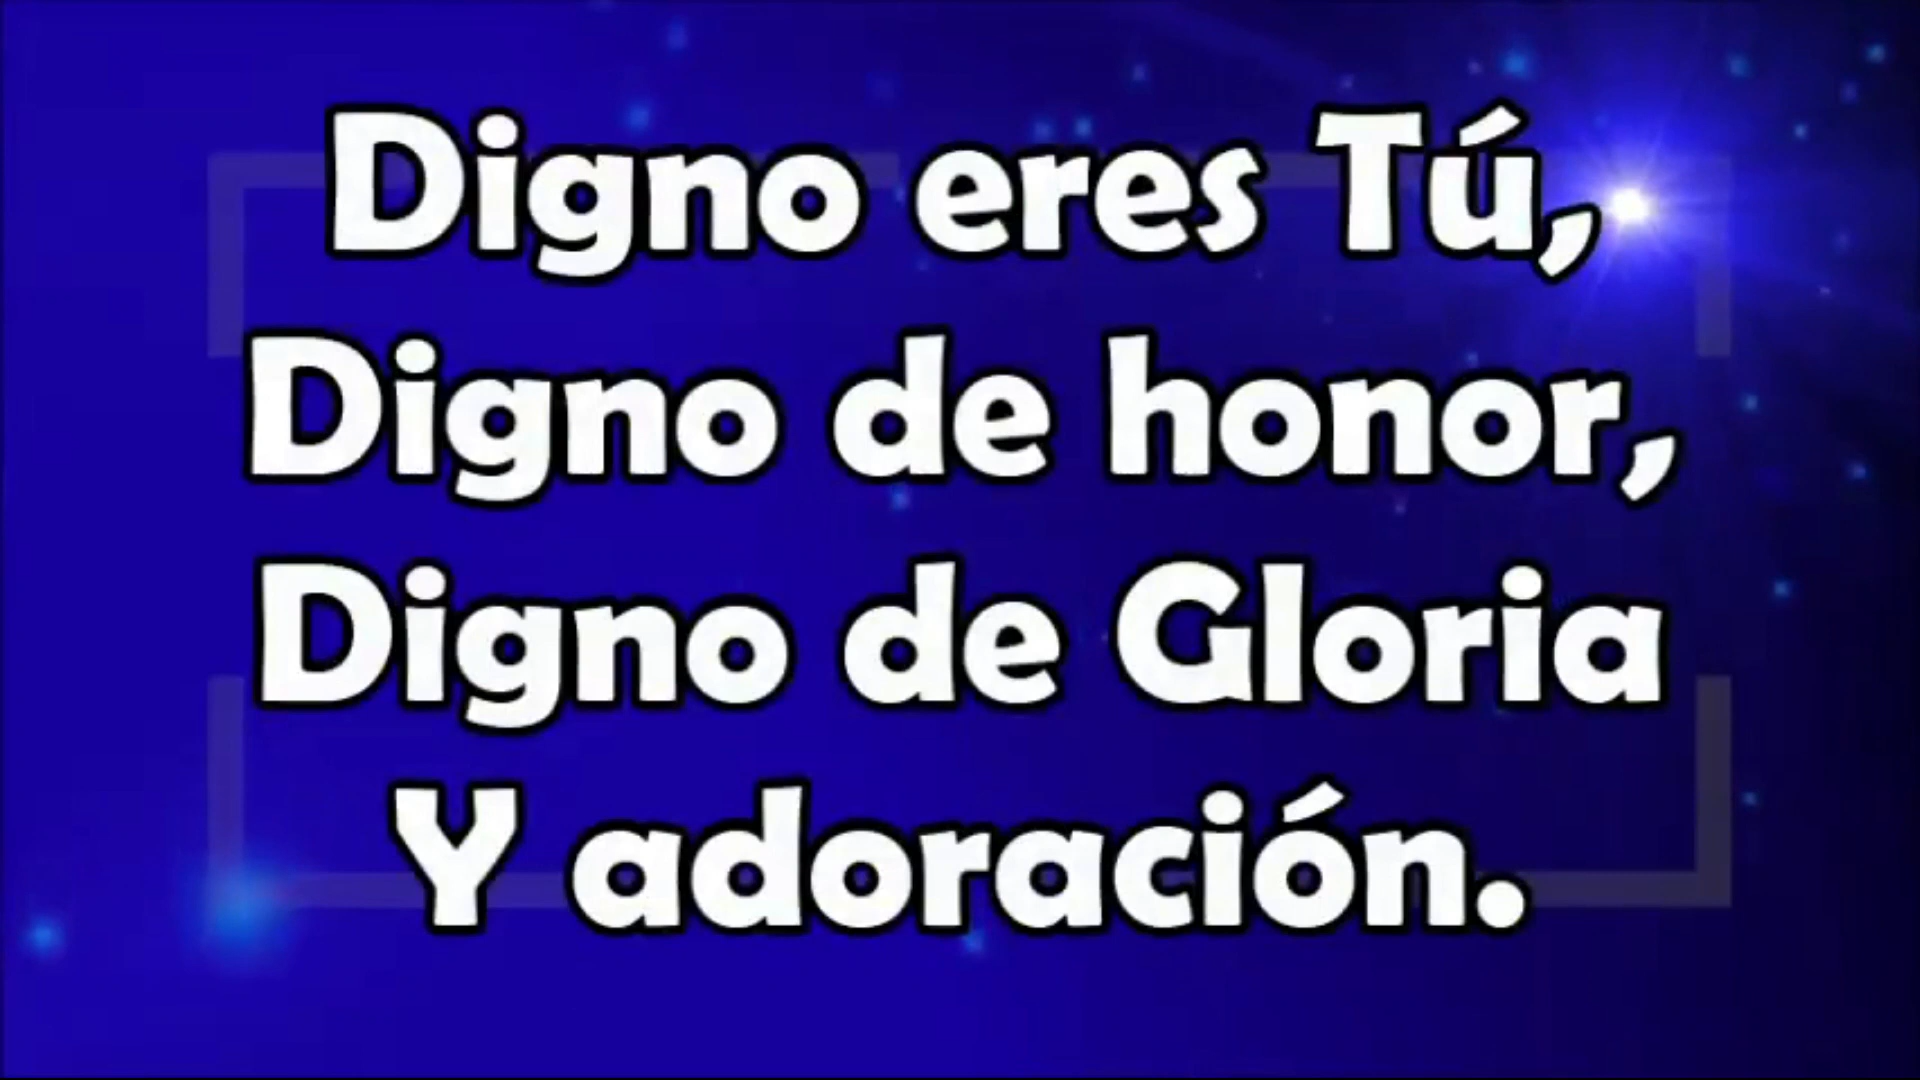 Digno eres Tú,
Digno de honor,
Digno de Gloria
Y adoración.